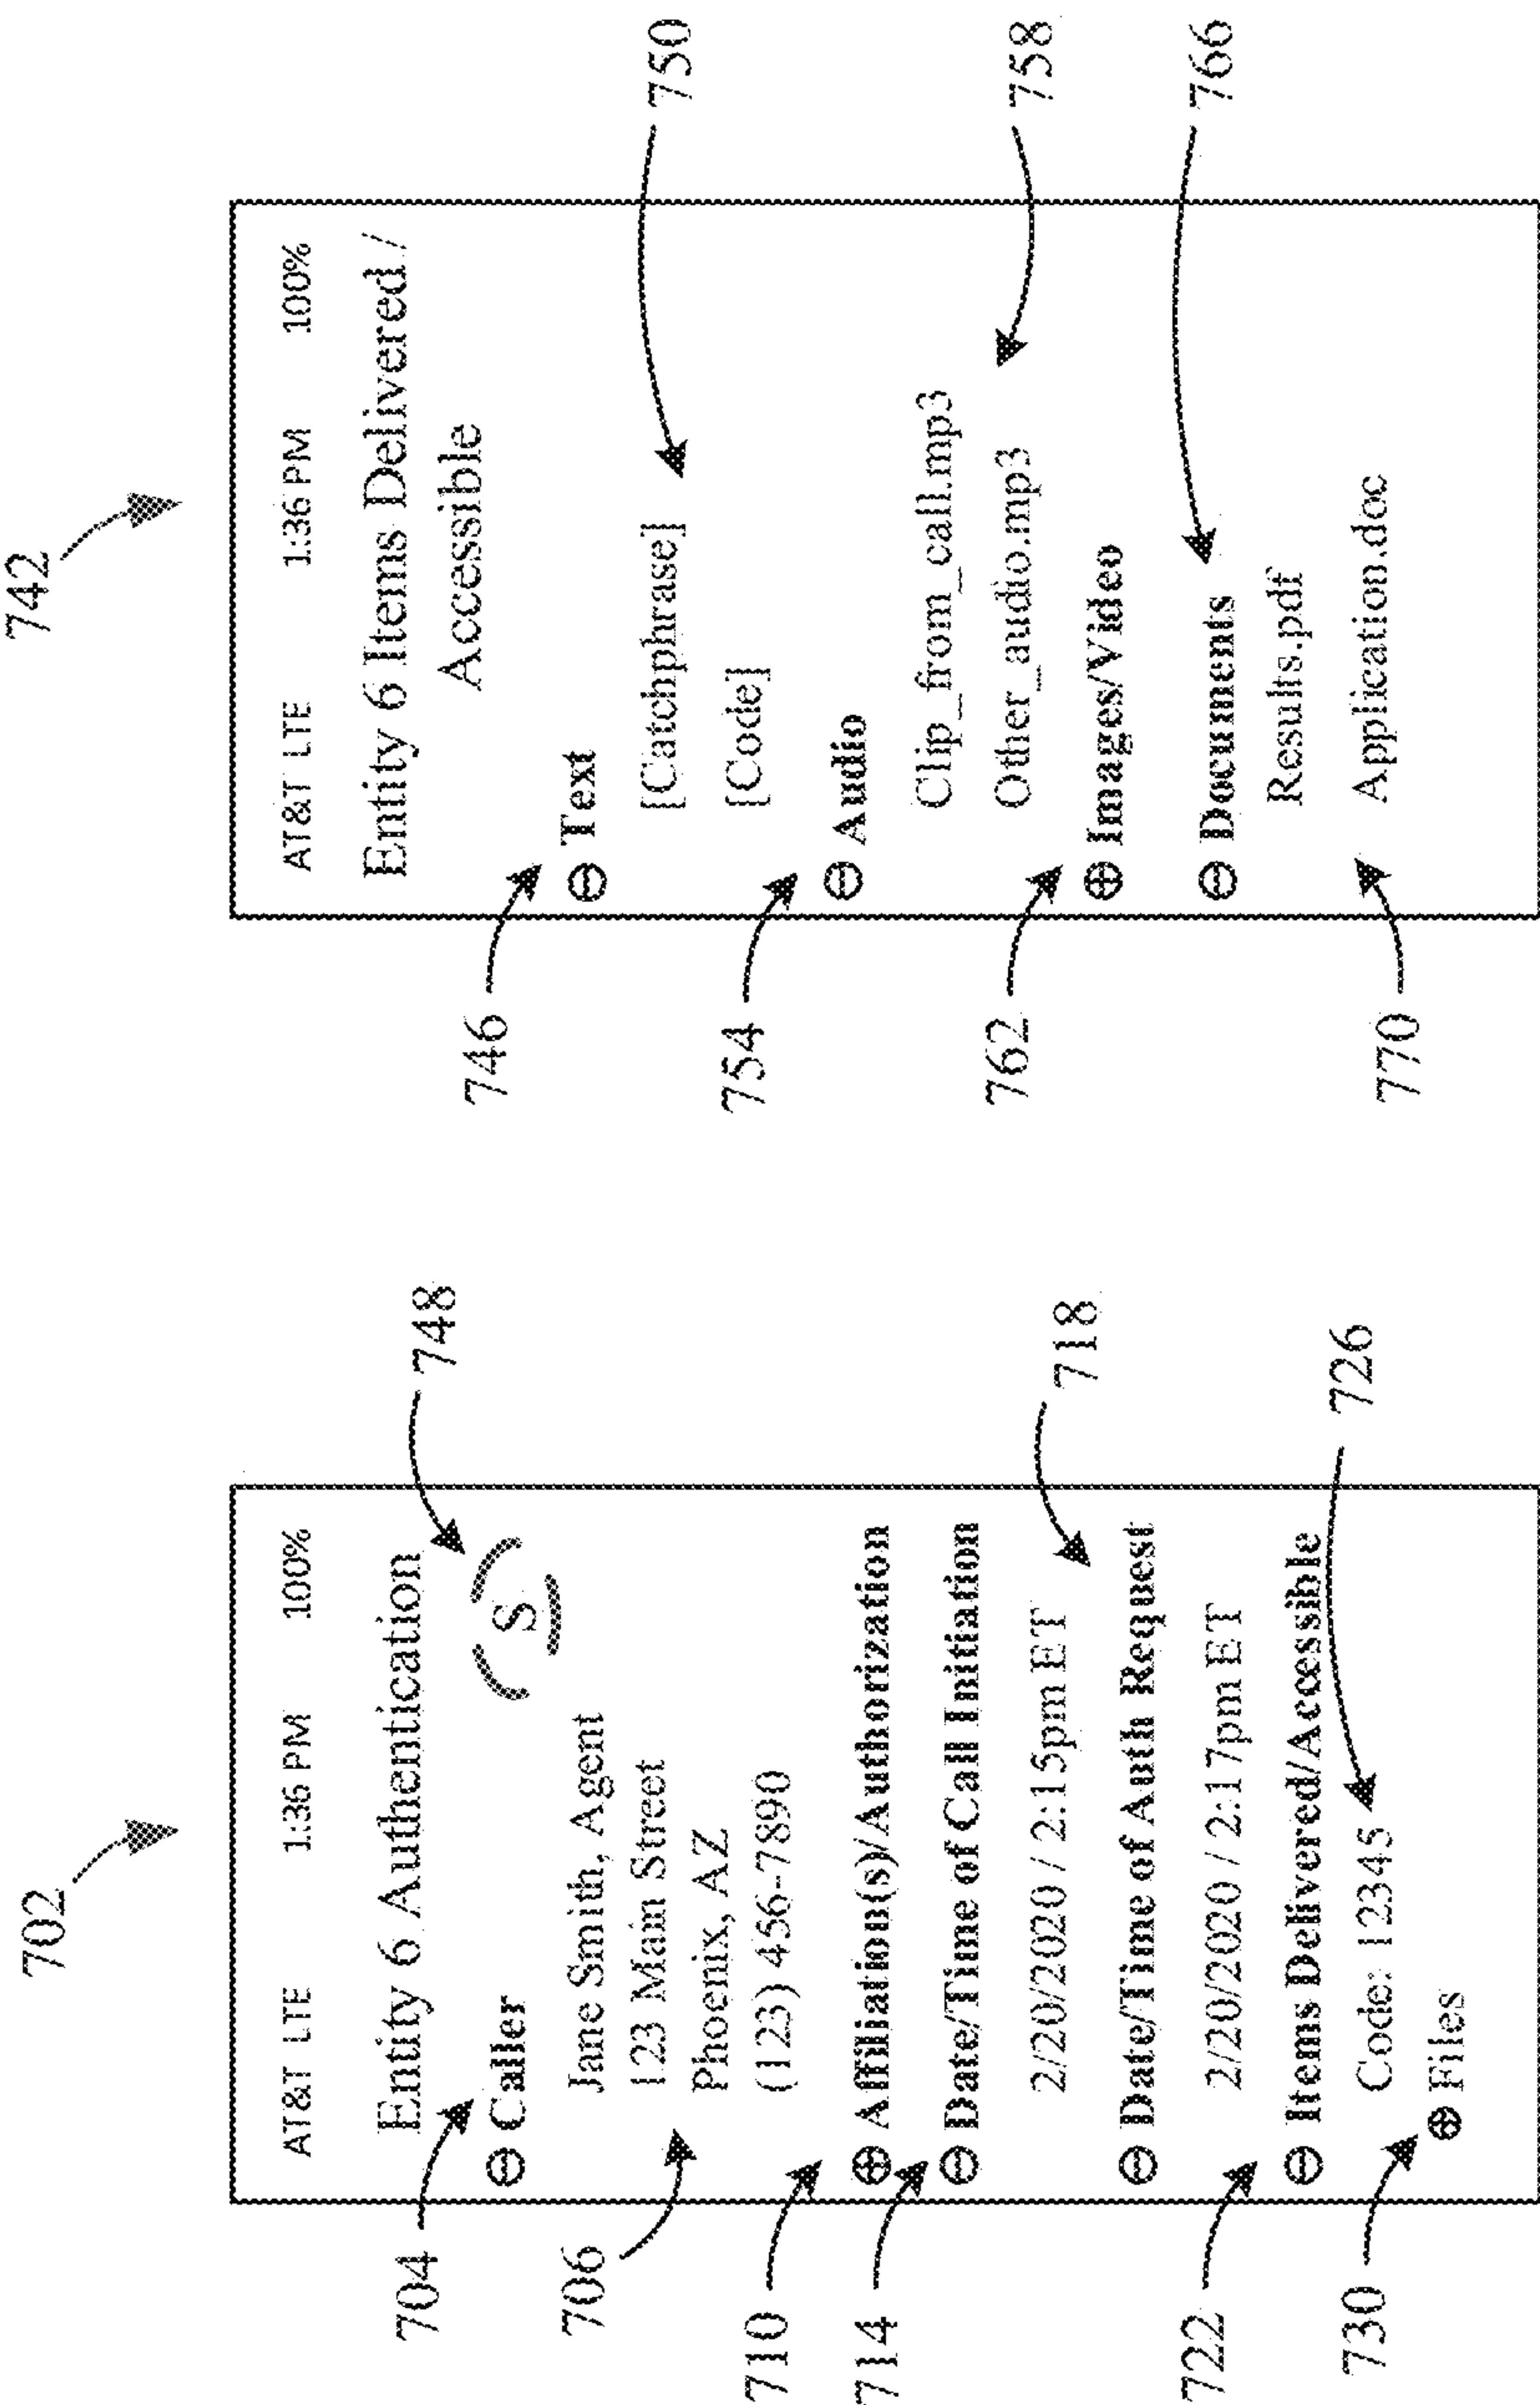 702
AT&T LTE 1:36 PM 100%
Entity 6 Authentication
704
748
⊖ Caller
S
Jane Smith, Agent
706
123 Main Street
Phoenix, AZ
(123) 456-7890
710
⊕ Affiliation(s)/Authorization
714
⊖ Date/Time of Call Initiation
2/20/2020 / 2:15pm ET
718
⊖ Date/Time of Auth Request
2/20/2020 / 2:17pm ET
722
⊖ Items Delivered/Accessible
726
Code: 12345
730
⊕ Files
742
AT&T LTE 1:36 PM 100%
Entity 6 Items Delivered /
Accessible
746
⊖ Text
750
[Catchphrase]
[Code]
754
⊖ Audio
Clip_from_call.mp3
758
Other_audio.mp3
762
⊕ Images/Video
766
⊖ Documents
Results.pdf
770
Application.doc